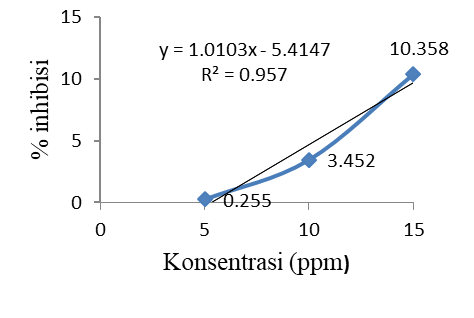 15
y = 1.0103x - 5.4147
10.358
R² = 0.957
10
% inhibisi
5
3.452
0.255
0
0
5
10
15
Konsentrasi (ppm)